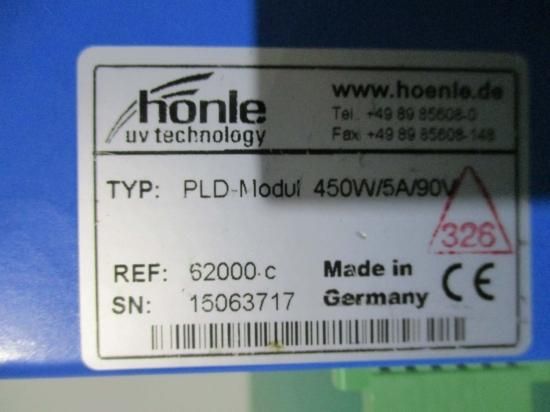 hönle
uv technology
www.hoenle.de
Tel.: +49 89 85608-0
Fax: +49 89 85608-148
TYP: PLD-Modul 450W/5A/90V
326
REF: 62000-c
SN: 15063717
Made in
Germany
CE